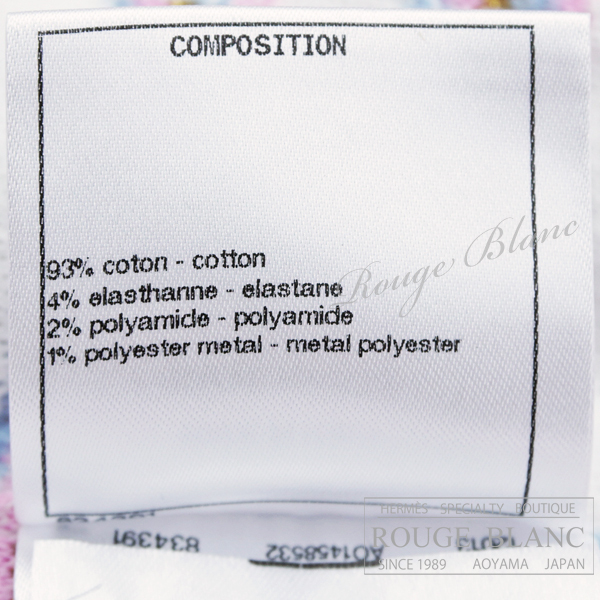 COMPOSITION
93% coton - cotton
4% elasthanne - elastane
2% polyamide - polyamide
1% polyester metal - metal polyester
Rouge Blanc
834391
A01458532
HERMÈS SPECIALTY BOUTIQUE
ROUGE BLANC
SINCE 1989 AOYAMA JAPAN